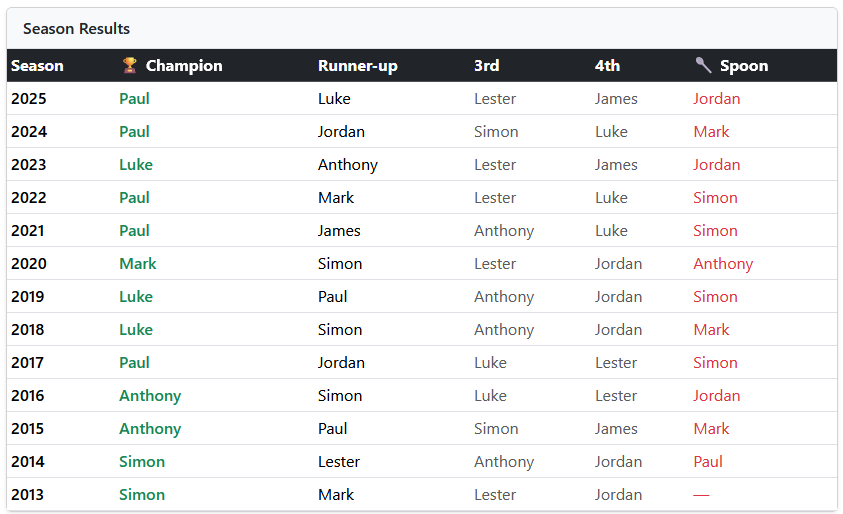 Season Results
Season 🏆 Champion Runner-up 3rd 4th 🥄 Spoon
2025 Paul Luke Lester James Jordan
2024 Paul Jordan Simon Luke Mark
2023 Luke Anthony Lester James Jordan
2022 Paul Mark Lester Luke Simon
2021 Paul James Anthony Luke Simon
2020 Mark Simon Lester Jordan Anthony
2019 Luke Paul Anthony Jordan Simon
2018 Luke Simon Anthony Jordan Mark
2017 Paul Jordan Luke Lester Simon
2016 Anthony Simon Luke Lester Jordan
2015 Anthony Paul Simon James Mark
2014 Simon Lester Anthony Jordan Paul
2013 Simon Mark Lester Jordan —